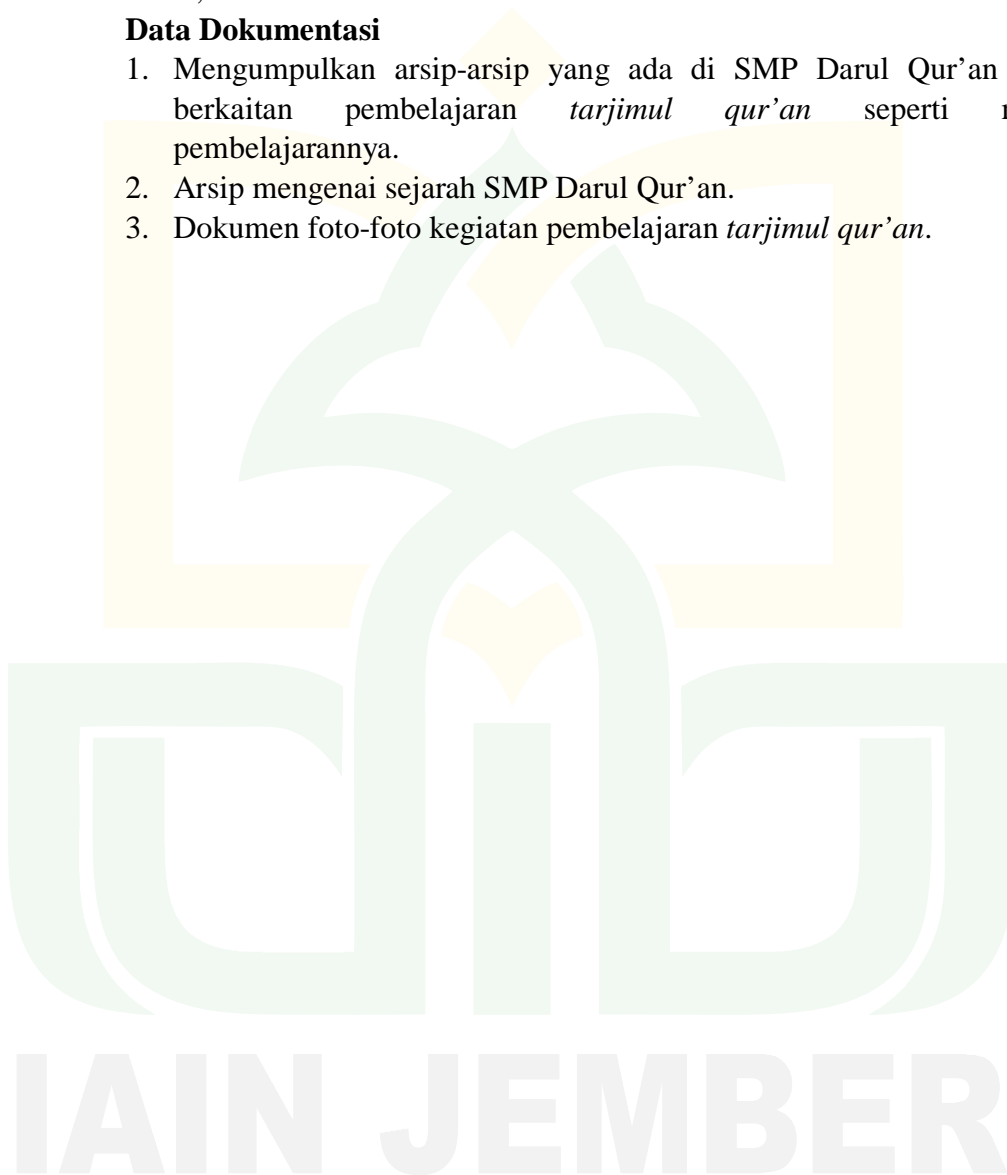 Data Dokumentasi
1. Mengumpulkan arsip-arsip yang ada di SMP Darul Qur’an
berkaitan pembelajaran tarjimul qur’an seperti
pembelajarannya.
2. Arsip mengenai sejarah SMP Darul Qur’an.
3. Dokumen foto-foto kegiatan pembelajaran tarjimul qur’an.
IAIN JEMBER